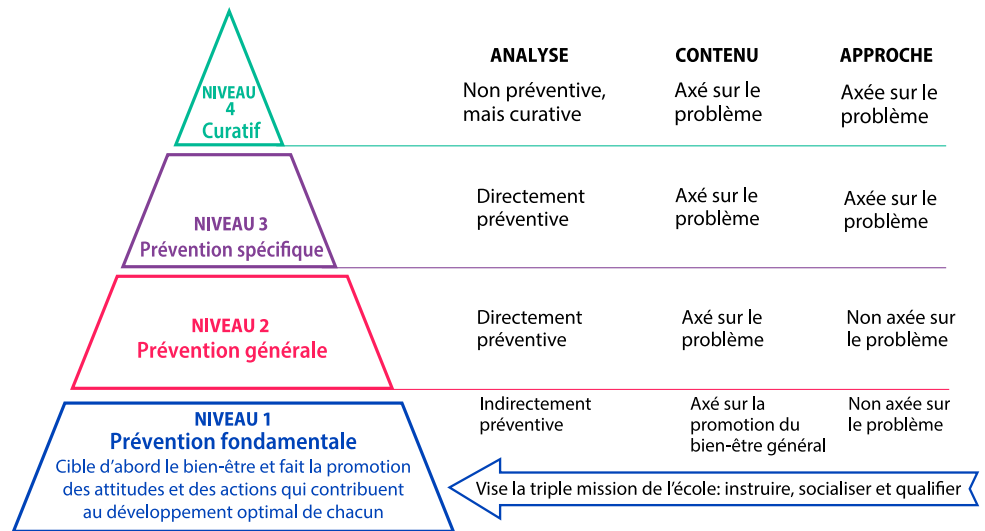 ANALYSE
CONTENU
APPROCHE
NIVEAU
4
Curatif
Non préventive,
mais curative
Axé sur le
problème
Axée sur le
problème
NIVEAU 3
Prévention spécifique
Directement
préventive
Axé sur le
problème
Axée sur le
problème
NIVEAU 2
Prévention générale
Directement
préventive
Axé sur le
problème
Non axée sur
le problème
NIVEAU 1
Prévention fondamentale
Cible d’abord le bien-être et fait la promotion
des attitudes et des actions qui contribuent
au développement optimal de chacun
Indirectement
préventive
Axé sur la
promotion du
bien-être général
Non axée sur
le problème
Vise la triple mission de l’école: instruire, socialiser et qualifier